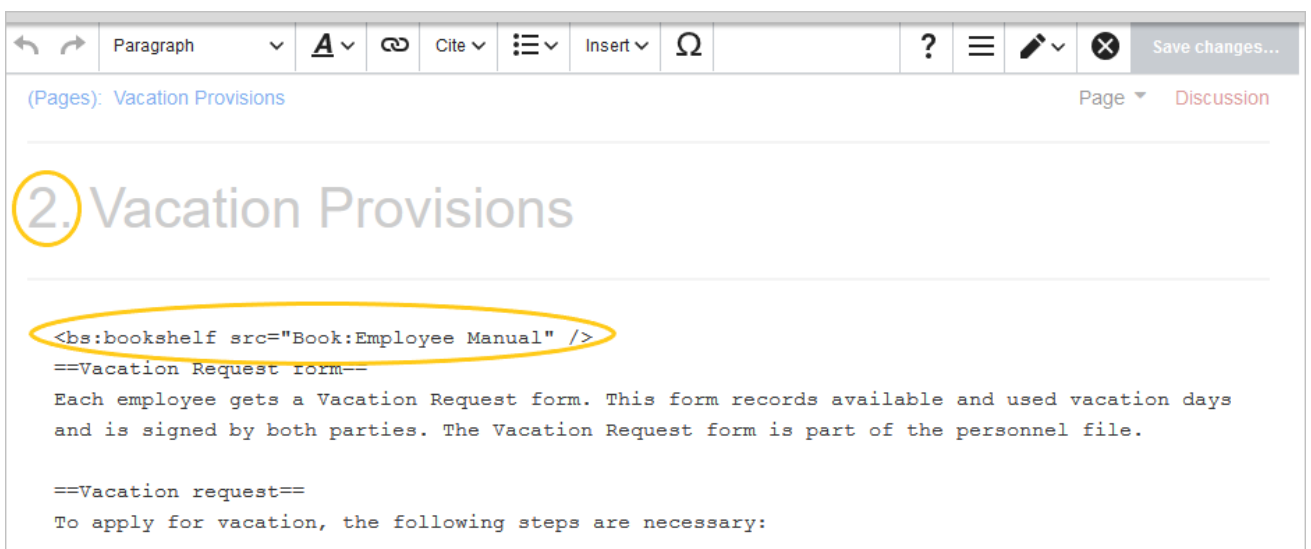 Paragraph A Cite Insert Ω ? Save changes...
(Pages): Vacation Provisions Page Discussion
2. Vacation Provisions
<bs:bookshelf src="Book:Employee Manual" />
==Vacation Request form==
Each employee gets a Vacation Request form. This form records available and used vacation days
and is signed by both parties. The Vacation Request form is part of the personnel file.
==Vacation request==
To apply for vacation, the following steps are necessary: